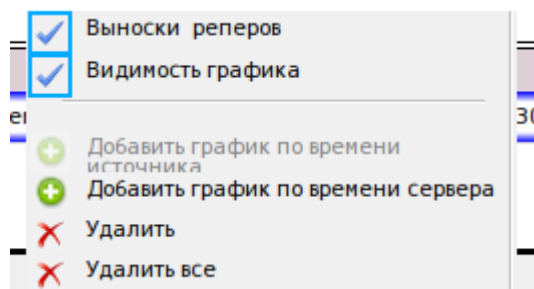 Выноски реперов
Видимость графика
Добавить график по времени
источника
Добавить график по времени сервера
Удалить
Удалить все